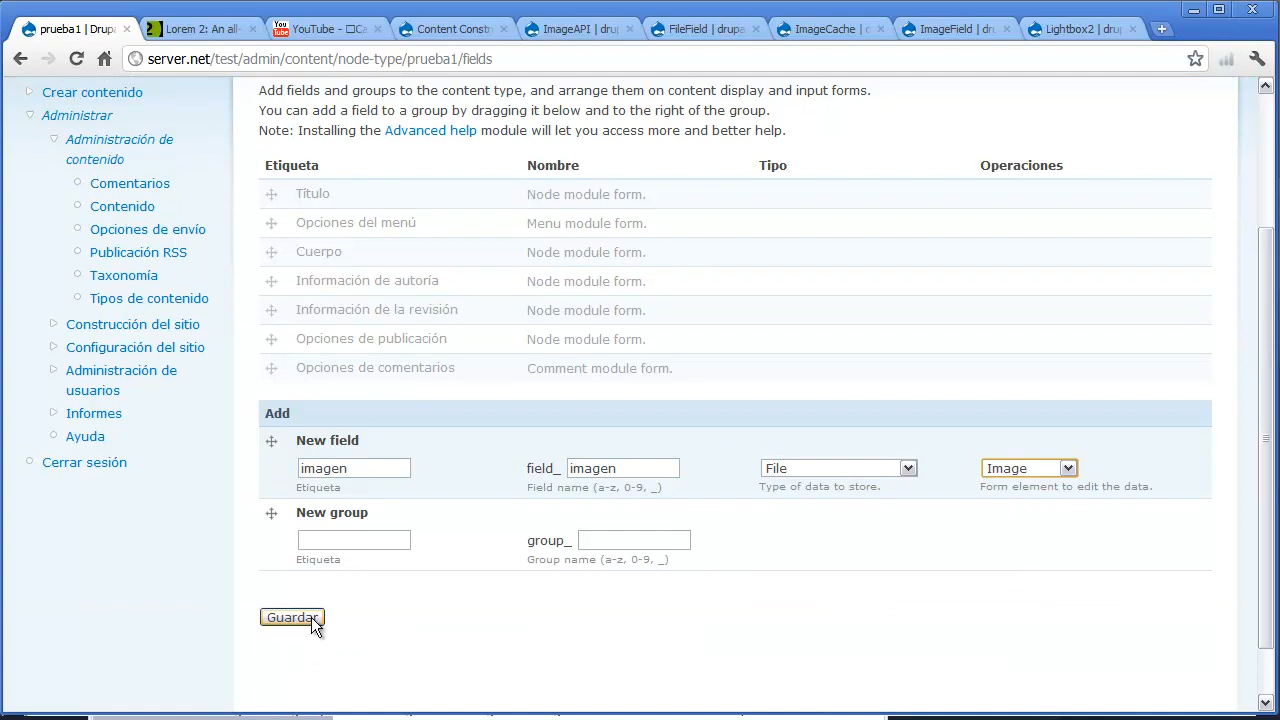 prueba1 | Drupa
Lorem 2: An all
YouTube - □Ca
Content Constr
ImageAPI | drup
FileField | drupa
ImageCache | d
ImageField | dr
Lightbox2 | drup
server.net/test/admin/content/node-type/prueba1/fields
Crear contenido
Administrar
Administración de
contenido
Comentarios
Contenido
Opciones de envío
Publicación RSS
Taxonomía
Tipos de contenido
Construcción del sitio
Configuración del sitio
Administración de
usuarios
Informes
Ayuda
Cerrar sesión
Add fields and groups to the content type, and arrange them on content display and input forms.
You can add a field to a group by dragging it below and to the right of the group.
Note: Installing the Advanced help module will let you access more and better help.
Etiqueta Nombre Tipo Operaciones
Título Node module form.
Opciones del menú Menu module form.
Cuerpo Node module form.
Información de autoría Node module form.
Información de la revisión Node module form.
Opciones de publicación Node module form.
Opciones de comentarios Comment module form.
Add
New field
imagen field_ imagen File Image
Etiqueta Field name (a-z, 0-9, _) Type of data to store. Form element to edit the data.
New group
group_
Etiqueta Group name (a-z, 0-9, _)
Guardar